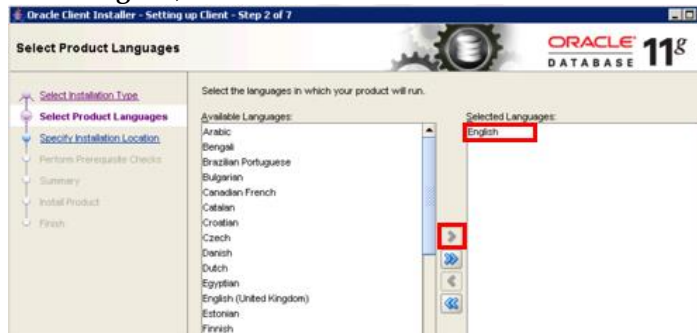 Oracle Client Installer - Setting up Client - Step 2 of 7
Select Product Languages
ORACLE
DATABASE 11g
Select Installation Type
Select Product Languages
Specify Installation Location
Perform Prerequisite Checks
Summary
Install Product
Finish
Select the languages in which your product will run.
Available Languages:
Arabic
Bengali
Brazilian Portuguese
Bulgarian
Canadian French
Catalan
Croatian
Czech
Danish
Dutch
Egyptian
English (United Kingdom)
Estonian
Finnish
Selected Languages:
English